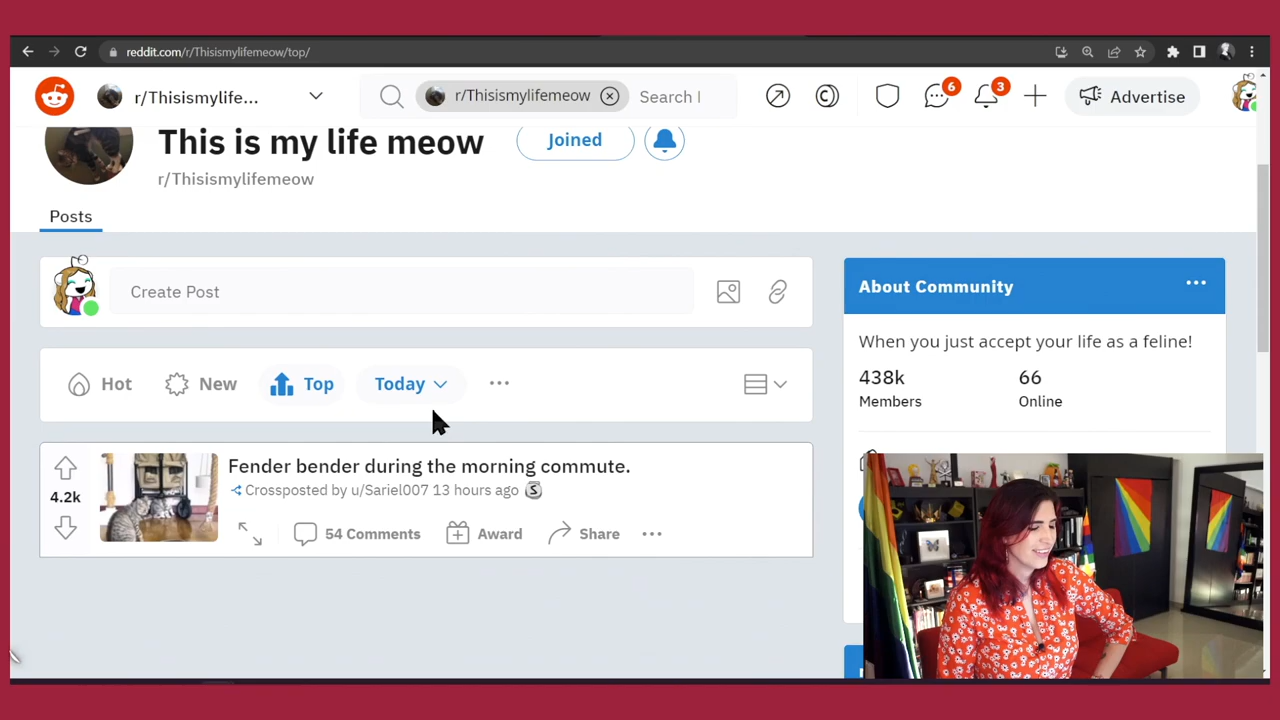 reddit.com/r/Thisismylifemeow/top/
r/Thisismylife...
r/Thisismylifemeow
Search l
6
3
Advertise
This is my life meow
Joined
r/Thisismylifemeow
Posts
Create Post
Hot
New
Top
Today
About Community
When you just accept your life as a feline!
438k
66
Members
Online
Fender bender during the morning commute.
4.2k
Crossposted by u/Sariel007 13 hours ago
54 Comments
Award
Share